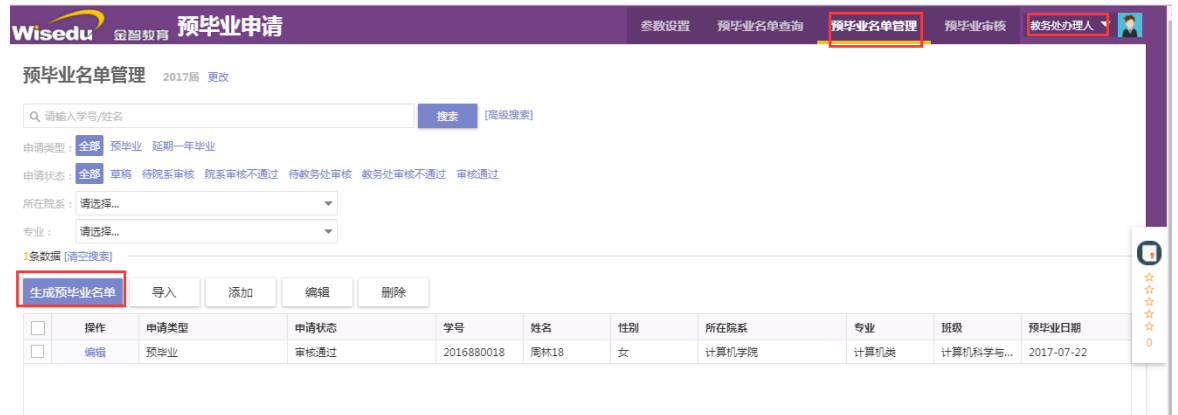 Wisedu 金智教育 预毕业申请 参数设置 预毕业名单查询 预毕业名单管理 预毕业审核 教务处办理人
预毕业名单管理 2017届 更改
请输入学号/姓名 搜索 [高级搜索]
申请类型： 全部 预毕业 延期一年毕业
申请状态： 全部 草稿 待院系审核 院系审核不通过 待教务处审核 教务处审核不通过 审核通过
所在院系： 请选择...
专业： 请选择...
1条数据 [清空搜索]
生成预毕业名单 导入 添加 编辑 删除
操作 申请类型 申请状态 学号 姓名 性别 所在院系 专业 班级 预毕业日期
编辑 预毕业 审核通过 2016880018 周林18 女 计算机学院 计算机类 计算机科学与... 2017-07-22
0